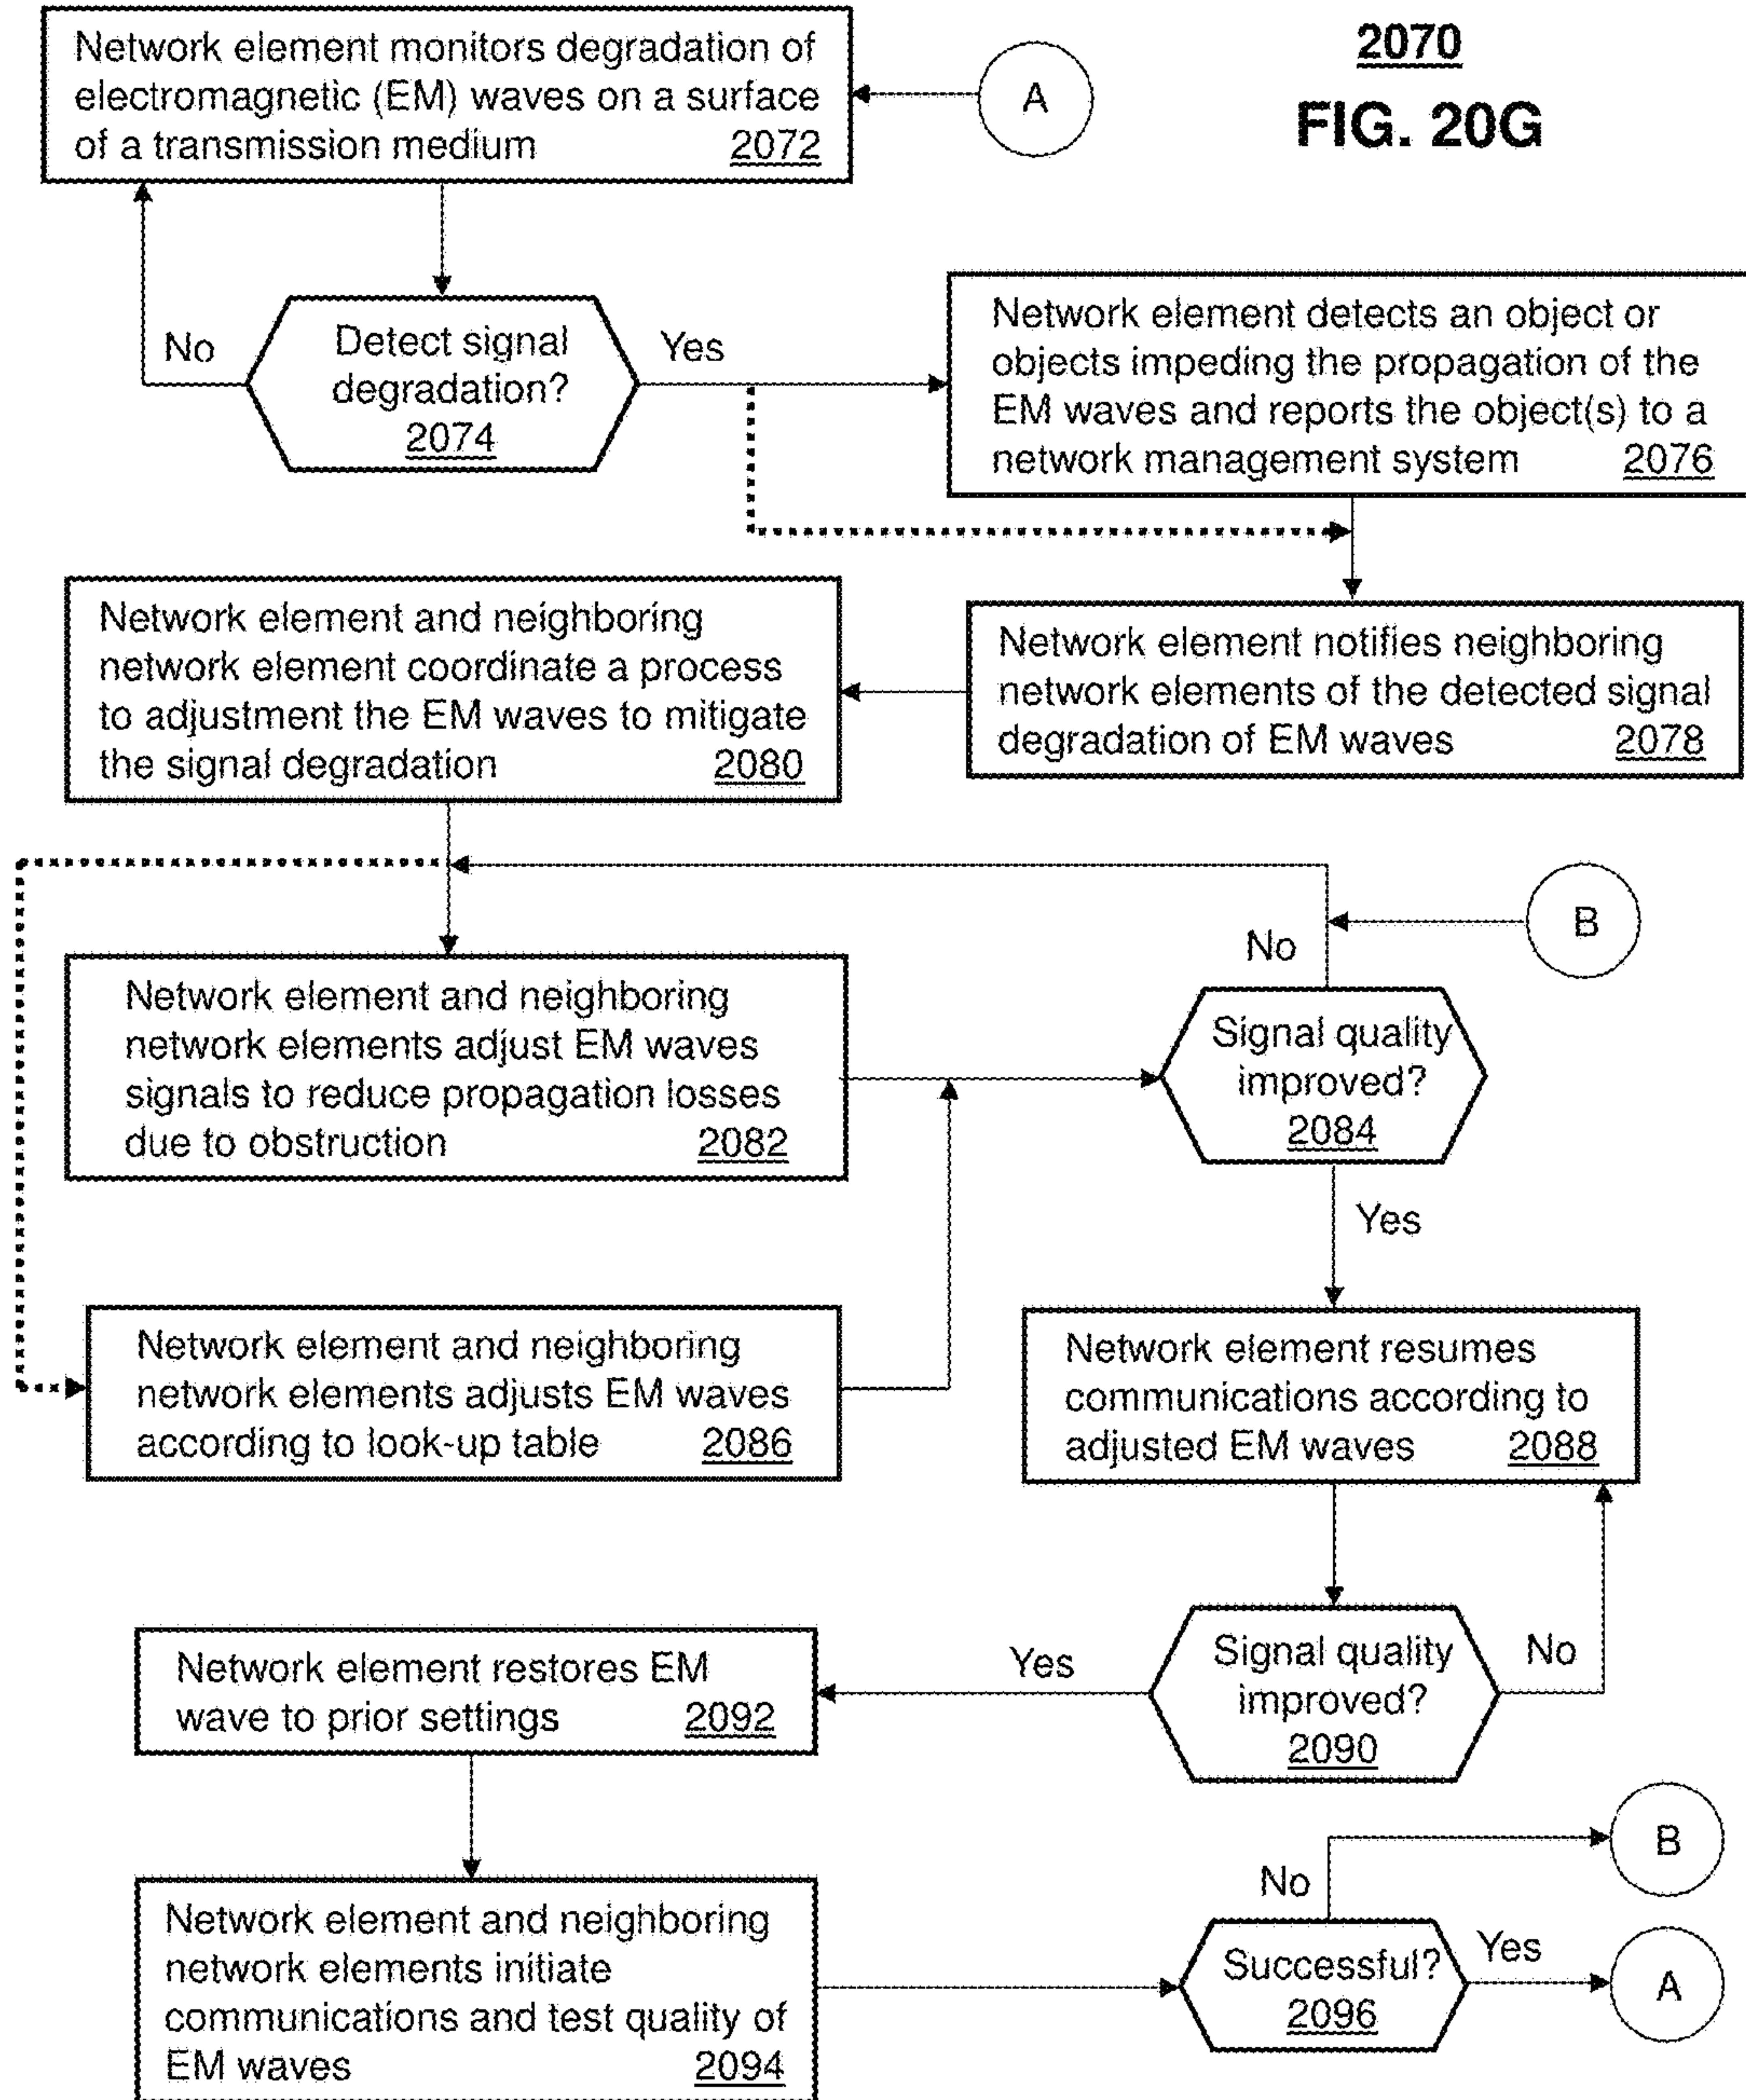 2070
FIG. 20G
Network element monitors degradation of
electromagnetic (EM) waves on a surface
of a transmission medium 2072
A
No
Detect signal
degradation?
2074
Yes
Network element detects an object or
objects impeding the propagation of the
EM waves and reports the object(s) to a
network management system 2076
Network element notifies neighboring
network elements of the detected signal
degradation of EM waves 2078
Network element and neighboring
network element coordinate a process
to adjustment the EM waves to mitigate
the signal degradation 2080
B
No
Network element and neighboring
network elements adjust EM waves
signals to reduce propagation losses
due to obstruction 2082
Signal quality
improved?
2084
Yes
Network element and neighboring
network elements adjusts EM waves
according to look-up table 2086
Network element resumes
communications according to
adjusted EM waves 2088
Signal quality
improved?
2090
No
Yes
Network element restores EM
wave to prior settings 2092
Network element and neighboring
network elements initiate
communications and test quality of
EM waves 2094
Successful?
2096
No
B
Yes
A